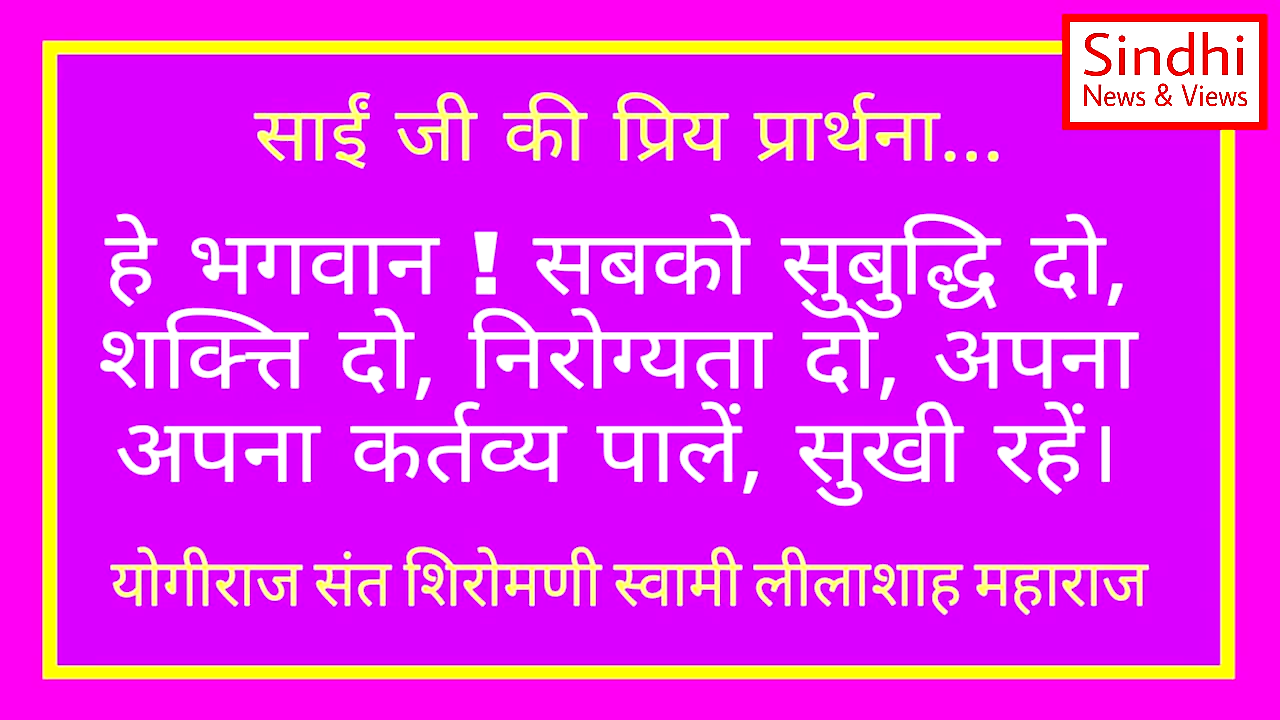 Sindhi
News & Views
साईं जी की प्रिय प्रार्थना...
हे भगवान ! सबको सुबुद्धि दो,
शक्ति दो, निरोग्यता दो, अपना
अपना कर्तव्य पालें, सुखी रहें।
योगीराज संत शिरोमणी स्वामी लीलाशाह महाराज